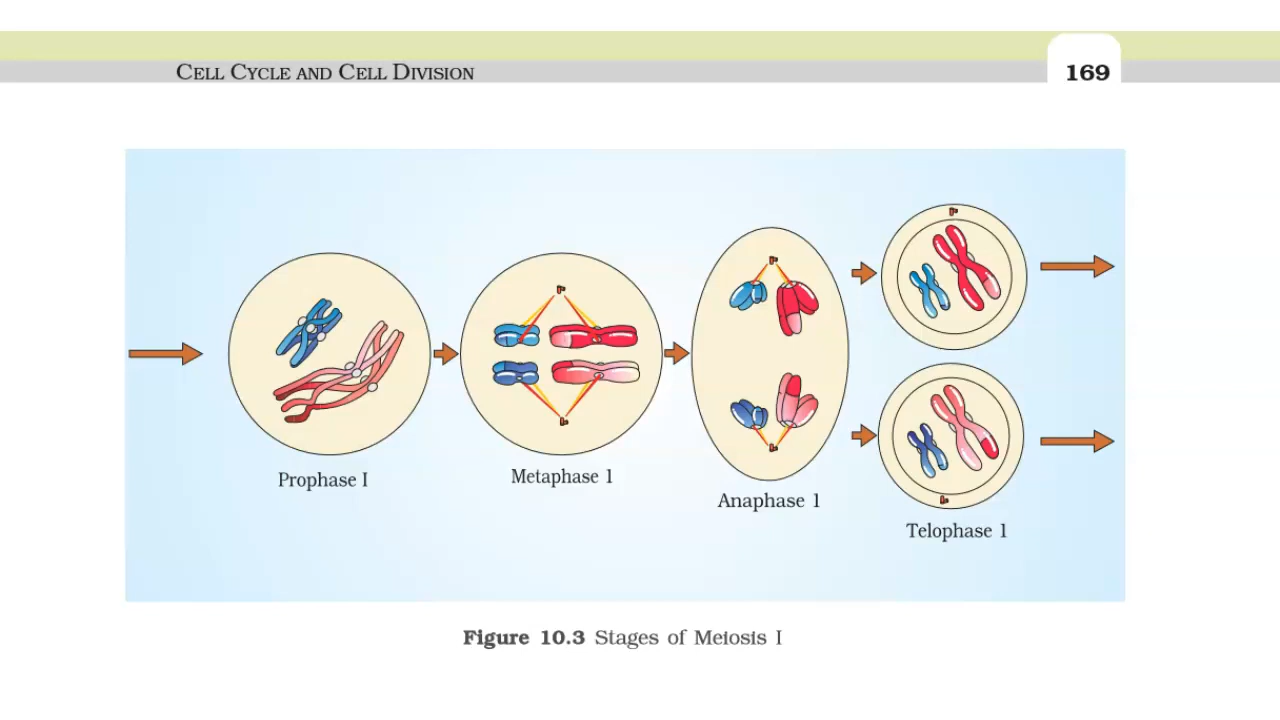 CELL CYCLE AND CELL DIVISION
169
Prophase I
Metaphase 1
Anaphase 1
Telophase 1
Figure 10.3 Stages of Meiosis I